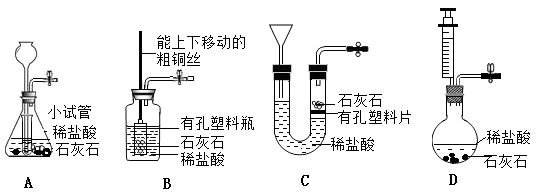 小试管
稀盐酸
石灰石
A
能上下移动的
粗铜丝
有孔塑料瓶
石灰石
稀盐酸
B
石灰石
有孔塑料片
稀盐酸
C
稀盐酸
石灰石
D